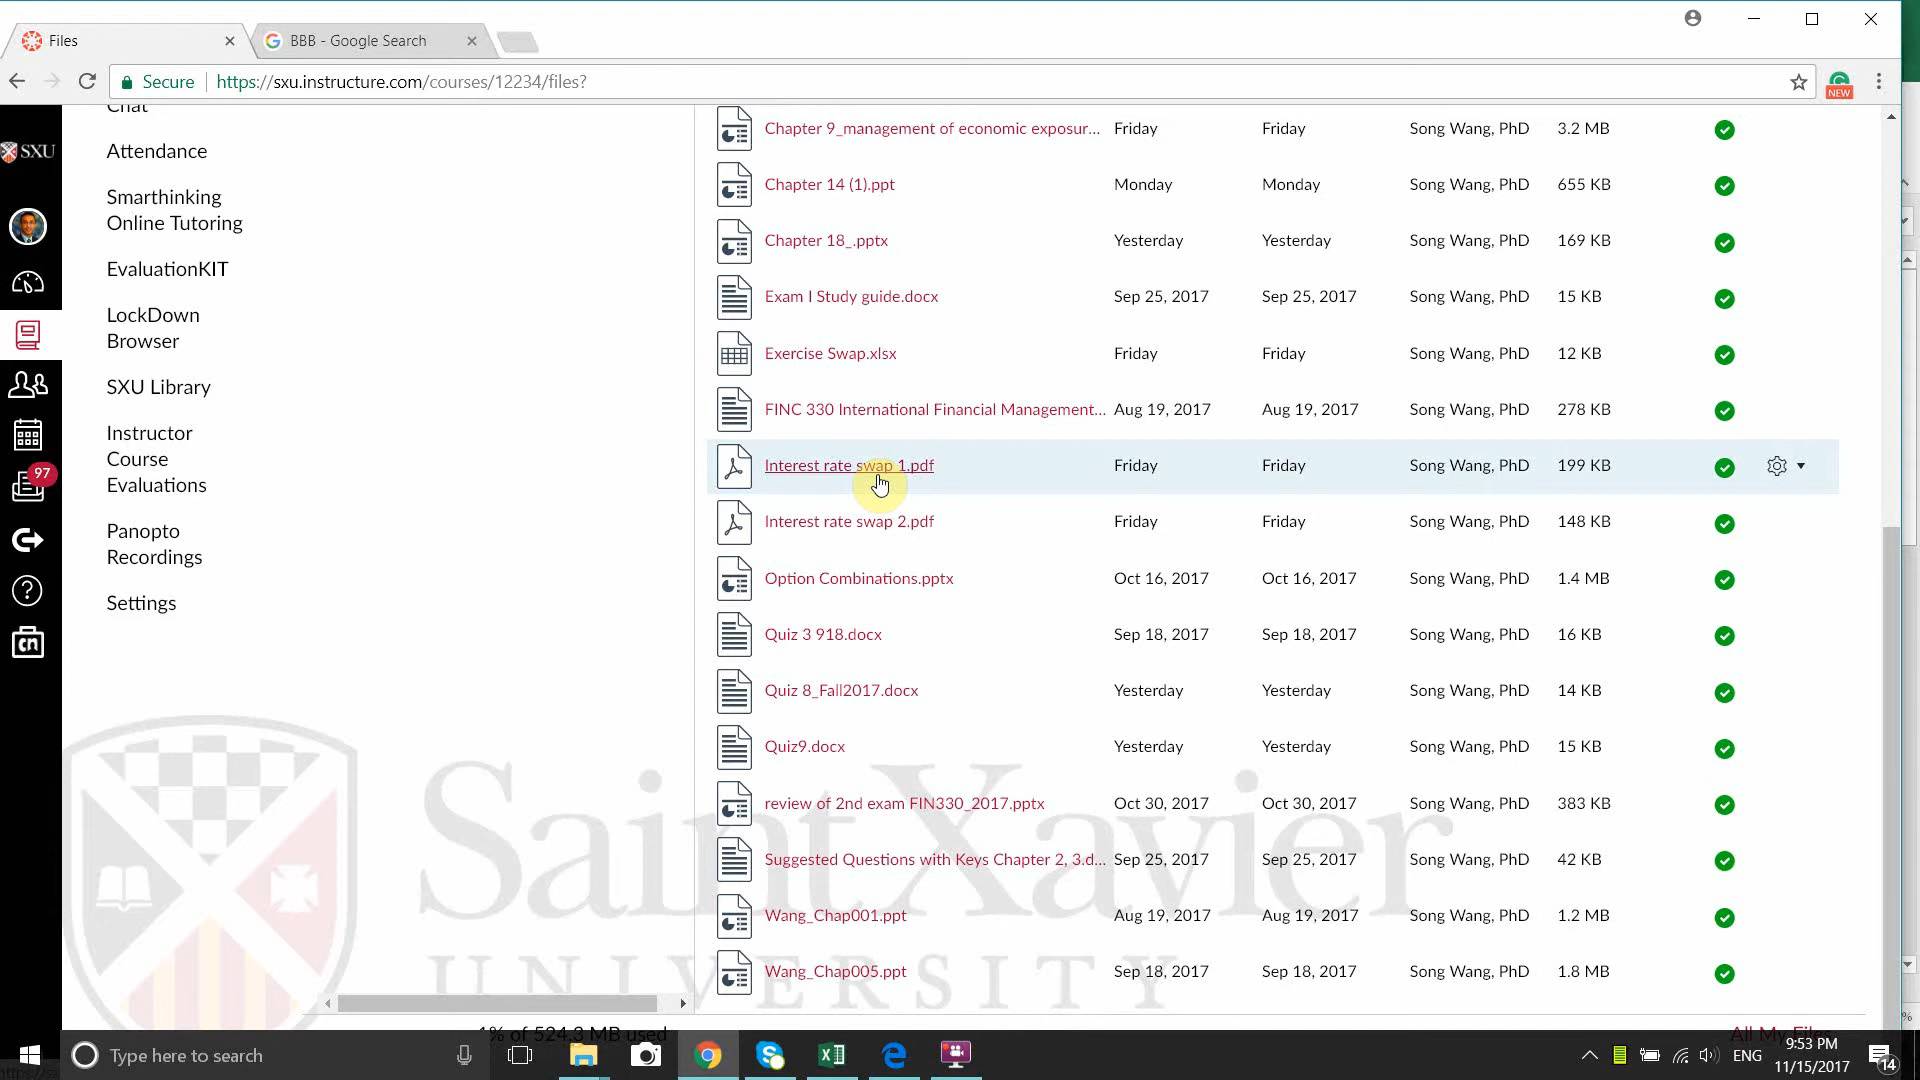 Files
BBB - Google Search
Secure
https://sxu.instructure.com/courses/12234/files?
NEW
SXU
97
Chat
Attendance
Smarthinking
Online Tutoring
EvaluationKIT
LockDown
Browser
SXU Library
Instructor
Course
Evaluations
Panopto
Recordings
Settings
cn
Chapter 9_management of economic exposur... Friday Friday Song Wang, PhD 3.2 MB
Chapter 14 (1).ppt Monday Monday Song Wang, PhD 655 KB
Chapter 18_.pptx Yesterday Yesterday Song Wang, PhD 169 KB
Exam I Study guide.docx Sep 25, 2017 Sep 25, 2017 Song Wang, PhD 15 KB
Exercise Swap.xlsx Friday Friday Song Wang, PhD 12 KB
FINC 330 International Financial Management... Aug 19, 2017 Aug 19, 2017 Song Wang, PhD 278 KB
Interest rate swap 1.pdf Friday Friday Song Wang, PhD 199 KB
Interest rate swap 2.pdf Friday Friday Song Wang, PhD 148 KB
Option Combinations.pptx Oct 16, 2017 Oct 16, 2017 Song Wang, PhD 1.4 MB
Quiz 3 918.docx Sep 18, 2017 Sep 18, 2017 Song Wang, PhD 16 KB
Quiz 8_Fall2017.docx Yesterday Yesterday Song Wang, PhD 14 KB
Quiz9.docx Yesterday Yesterday Song Wang, PhD 15 KB
review of 2nd exam FIN330_2017.pptx Oct 30, 2017 Oct 30, 2017 Song Wang, PhD 383 KB
Suggested Questions with Keys Chapter 2, 3.d... Sep 25, 2017 Sep 25, 2017 Song Wang, PhD 42 KB
Wang_Chap001.ppt Aug 19, 2017 Aug 19, 2017 Song Wang, PhD 1.2 MB
Wang_Chap005.ppt Sep 18, 2017 Sep 18, 2017 Song Wang, PhD 1.8 MB
Saint Xavier
UNIVERSITY
1% of 524.3 MB used
All My Files
Type here to search
ENG
9:53 PM
11/15/2017
14